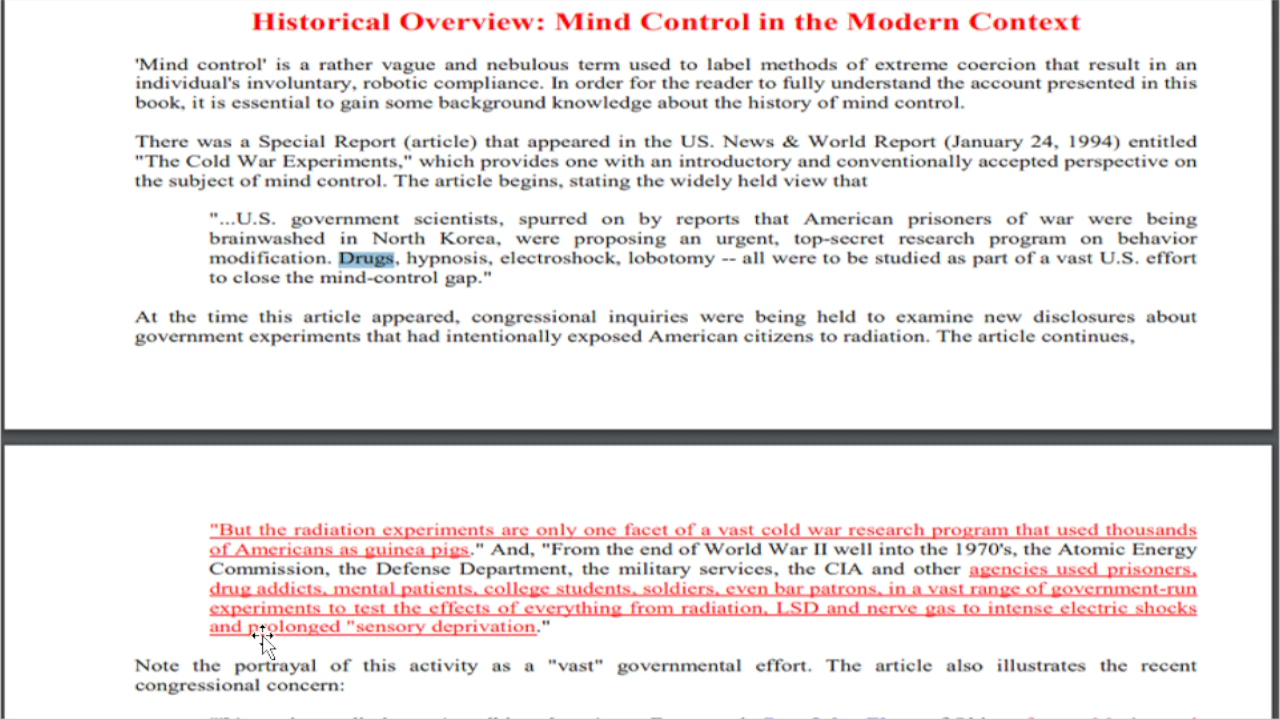 Historical Overview: Mind Control in the Modern Context
'Mind control' is a rather vague and nebulous term used to label methods of extreme coercion that result in an
individual's involuntary, robotic compliance. In order for the reader to fully understand the account presented in this
book, it is essential to gain some background knowledge about the history of mind control.
There was a Special Report (article) that appeared in the US. News & World Report (January 24, 1994) entitled
"The Cold War Experiments," which provides one with an introductory and conventionally accepted perspective on
the subject of mind control. The article begins, stating the widely held view that
"...U.S. government scientists, spurred on by reports that American prisoners of war were being
brainwashed in North Korea, were proposing an urgent, top-secret research program on behavior
modification. Drugs, hypnosis, electroshock, lobotomy -- all were to be studied as part of a vast U.S. effort
to close the mind-control gap."
At the time this article appeared, congressional inquiries were being held to examine new disclosures about
government experiments that had intentionally exposed American citizens to radiation. The article continues,
"But the radiation experiments are only one facet of a vast cold war research program that used thousands
of Americans as guinea pigs." And, "From the end of World War II well into the 1970's, the Atomic Energy
Commission, the Defense Department, the military services, the CIA and other agencies used prisoners,
drug addicts, mental patients, college students, soldiers, even bar patrons, in a vast range of government-run
experiments to test the effects of everything from radiation, LSD and nerve gas to intense electric shocks
and prolonged "sensory deprivation."
Note the portrayal of this activity as a "vast" governmental effort. The article also illustrates the recent
congressional concern: